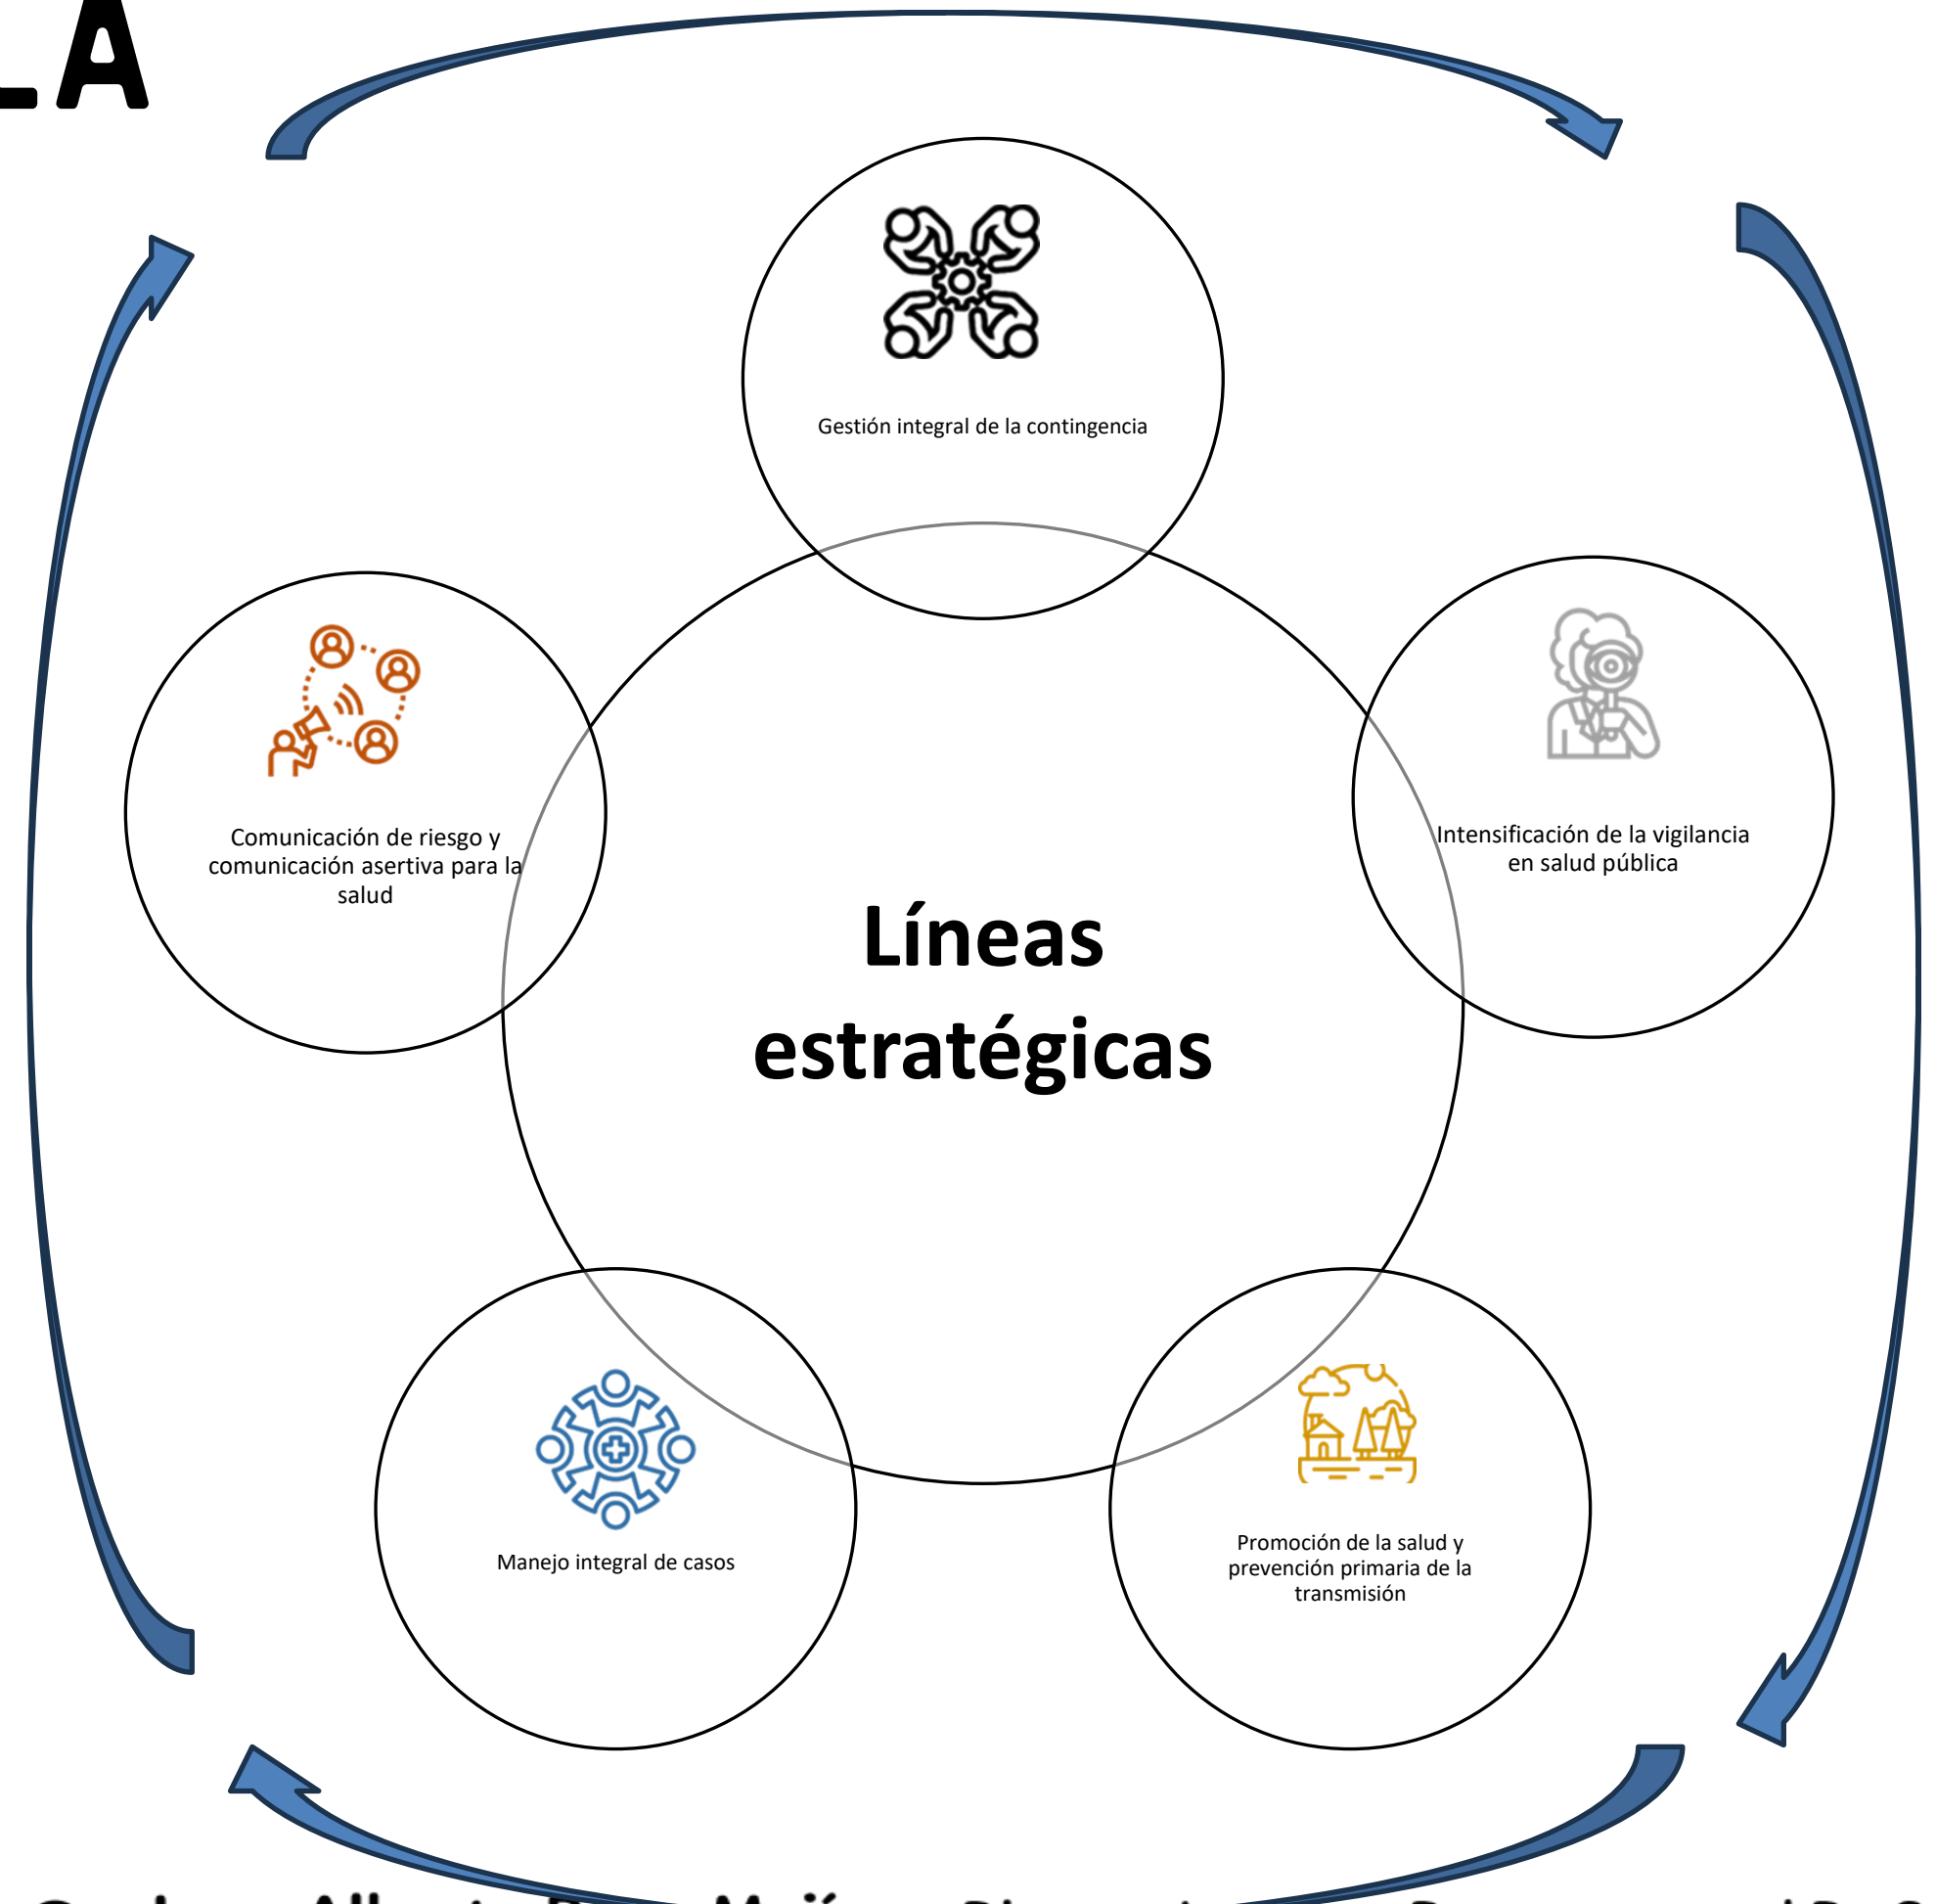 LA
Gestión integral de la contingencia
Intensificación de la vigilancia
en salud pública
Comunicación de riesgo y
comunicación asertiva para la
salud
Líneas
estratégicas
Manejo integral de casos
Promoción de la salud y
prevención primaria de la
transmisión